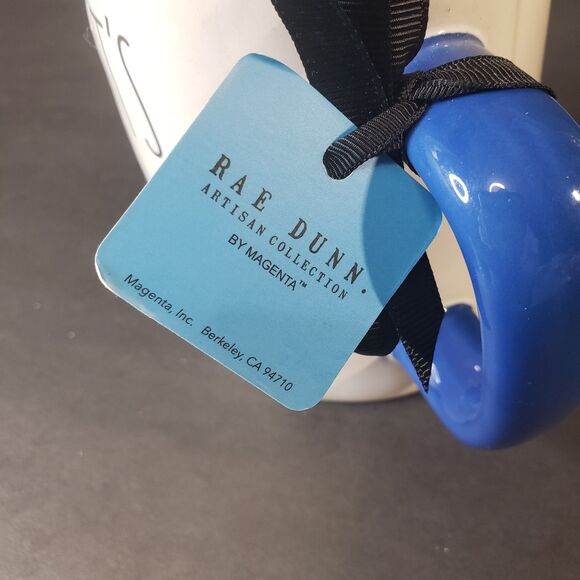 RAE DUNN.
ARTISAN COLLECTION
BY MAGENTA™
Magenta, Inc. Berkeley, CA 94710